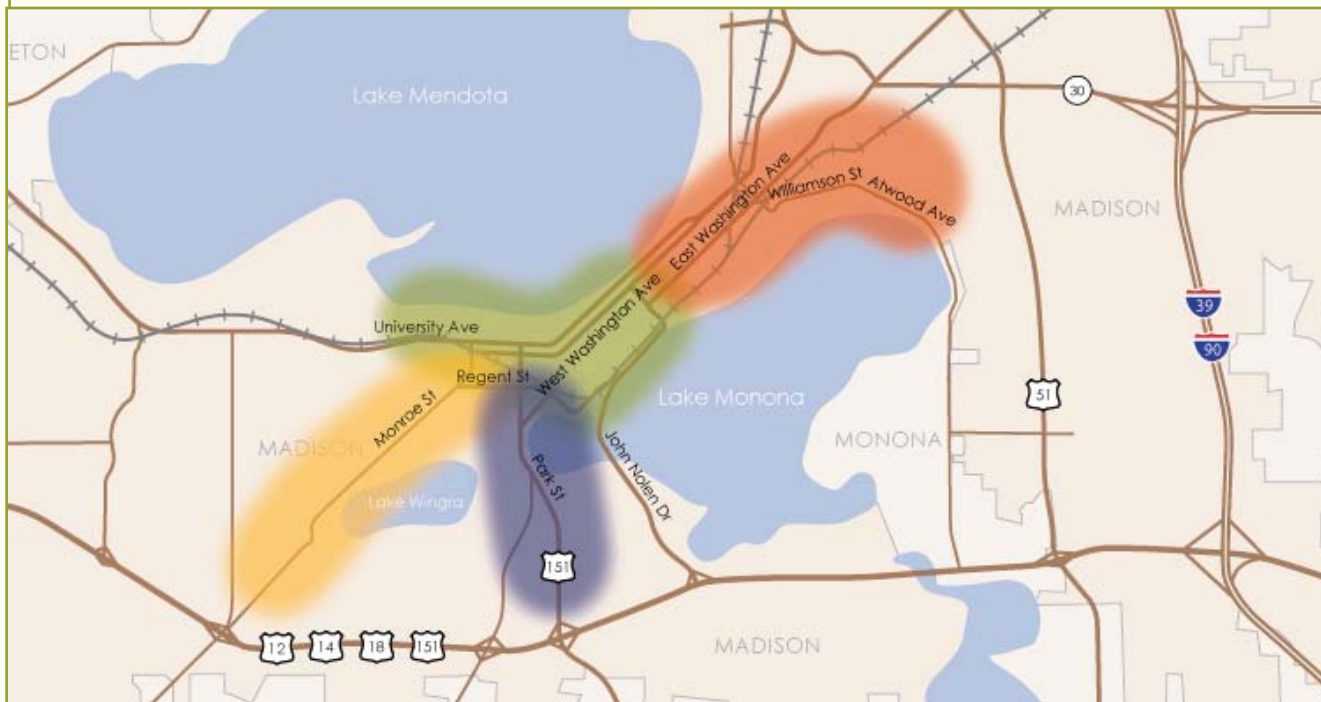 ETON
Lake Mendota
30
East Washington Ave
Williamson St
Atwood Ave
MADISON
39
90
University Ave
West Washington Ave
Regent St
Monroe St
MADISON
Lake Monona
51
MONONA
John Nolen Dr
Park St
Lake Wingra
151
12
14
18
151
MADISON